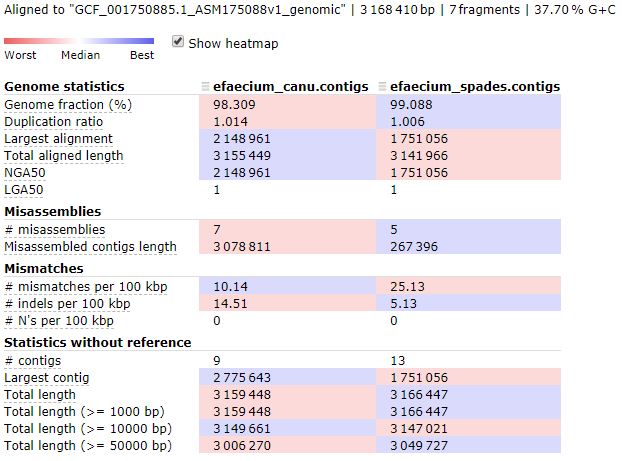 Aligned to "GCF_001750885.1_ASM175088v1_genomic" | 3 168 410 bp | 7 fragments | 37.70 % G+C
Worst Median Best Show heatmap
Genome statistics efaecium_canu.contigs efaecium_spades.contigs
Genome fraction (%) 98.309 99.088
Duplication ratio 1.014 1.006
Largest alignment 2 148 961 1 751 056
Total aligned length 3 155 449 3 141 966
NGA50 2 148 961 1 751 056
LGA50 1 1
Misassemblies
# misassemblies 7 5
Misassembled contigs length 3 078 811 267 396
Mismatches
# mismatches per 100 kbp 10.14 25.13
# indels per 100 kbp 14.51 5.13
# N's per 100 kbp 0 0
Statistics without reference
# contigs 9 13
Largest contig 2 775 643 1 751 056
Total length 3 159 448 3 166 447
Total length (>= 1000 bp) 3 159 448 3 166 447
Total length (>= 10000 bp) 3 149 661 3 147 021
Total length (>= 50000 bp) 3 006 270 3 049 727